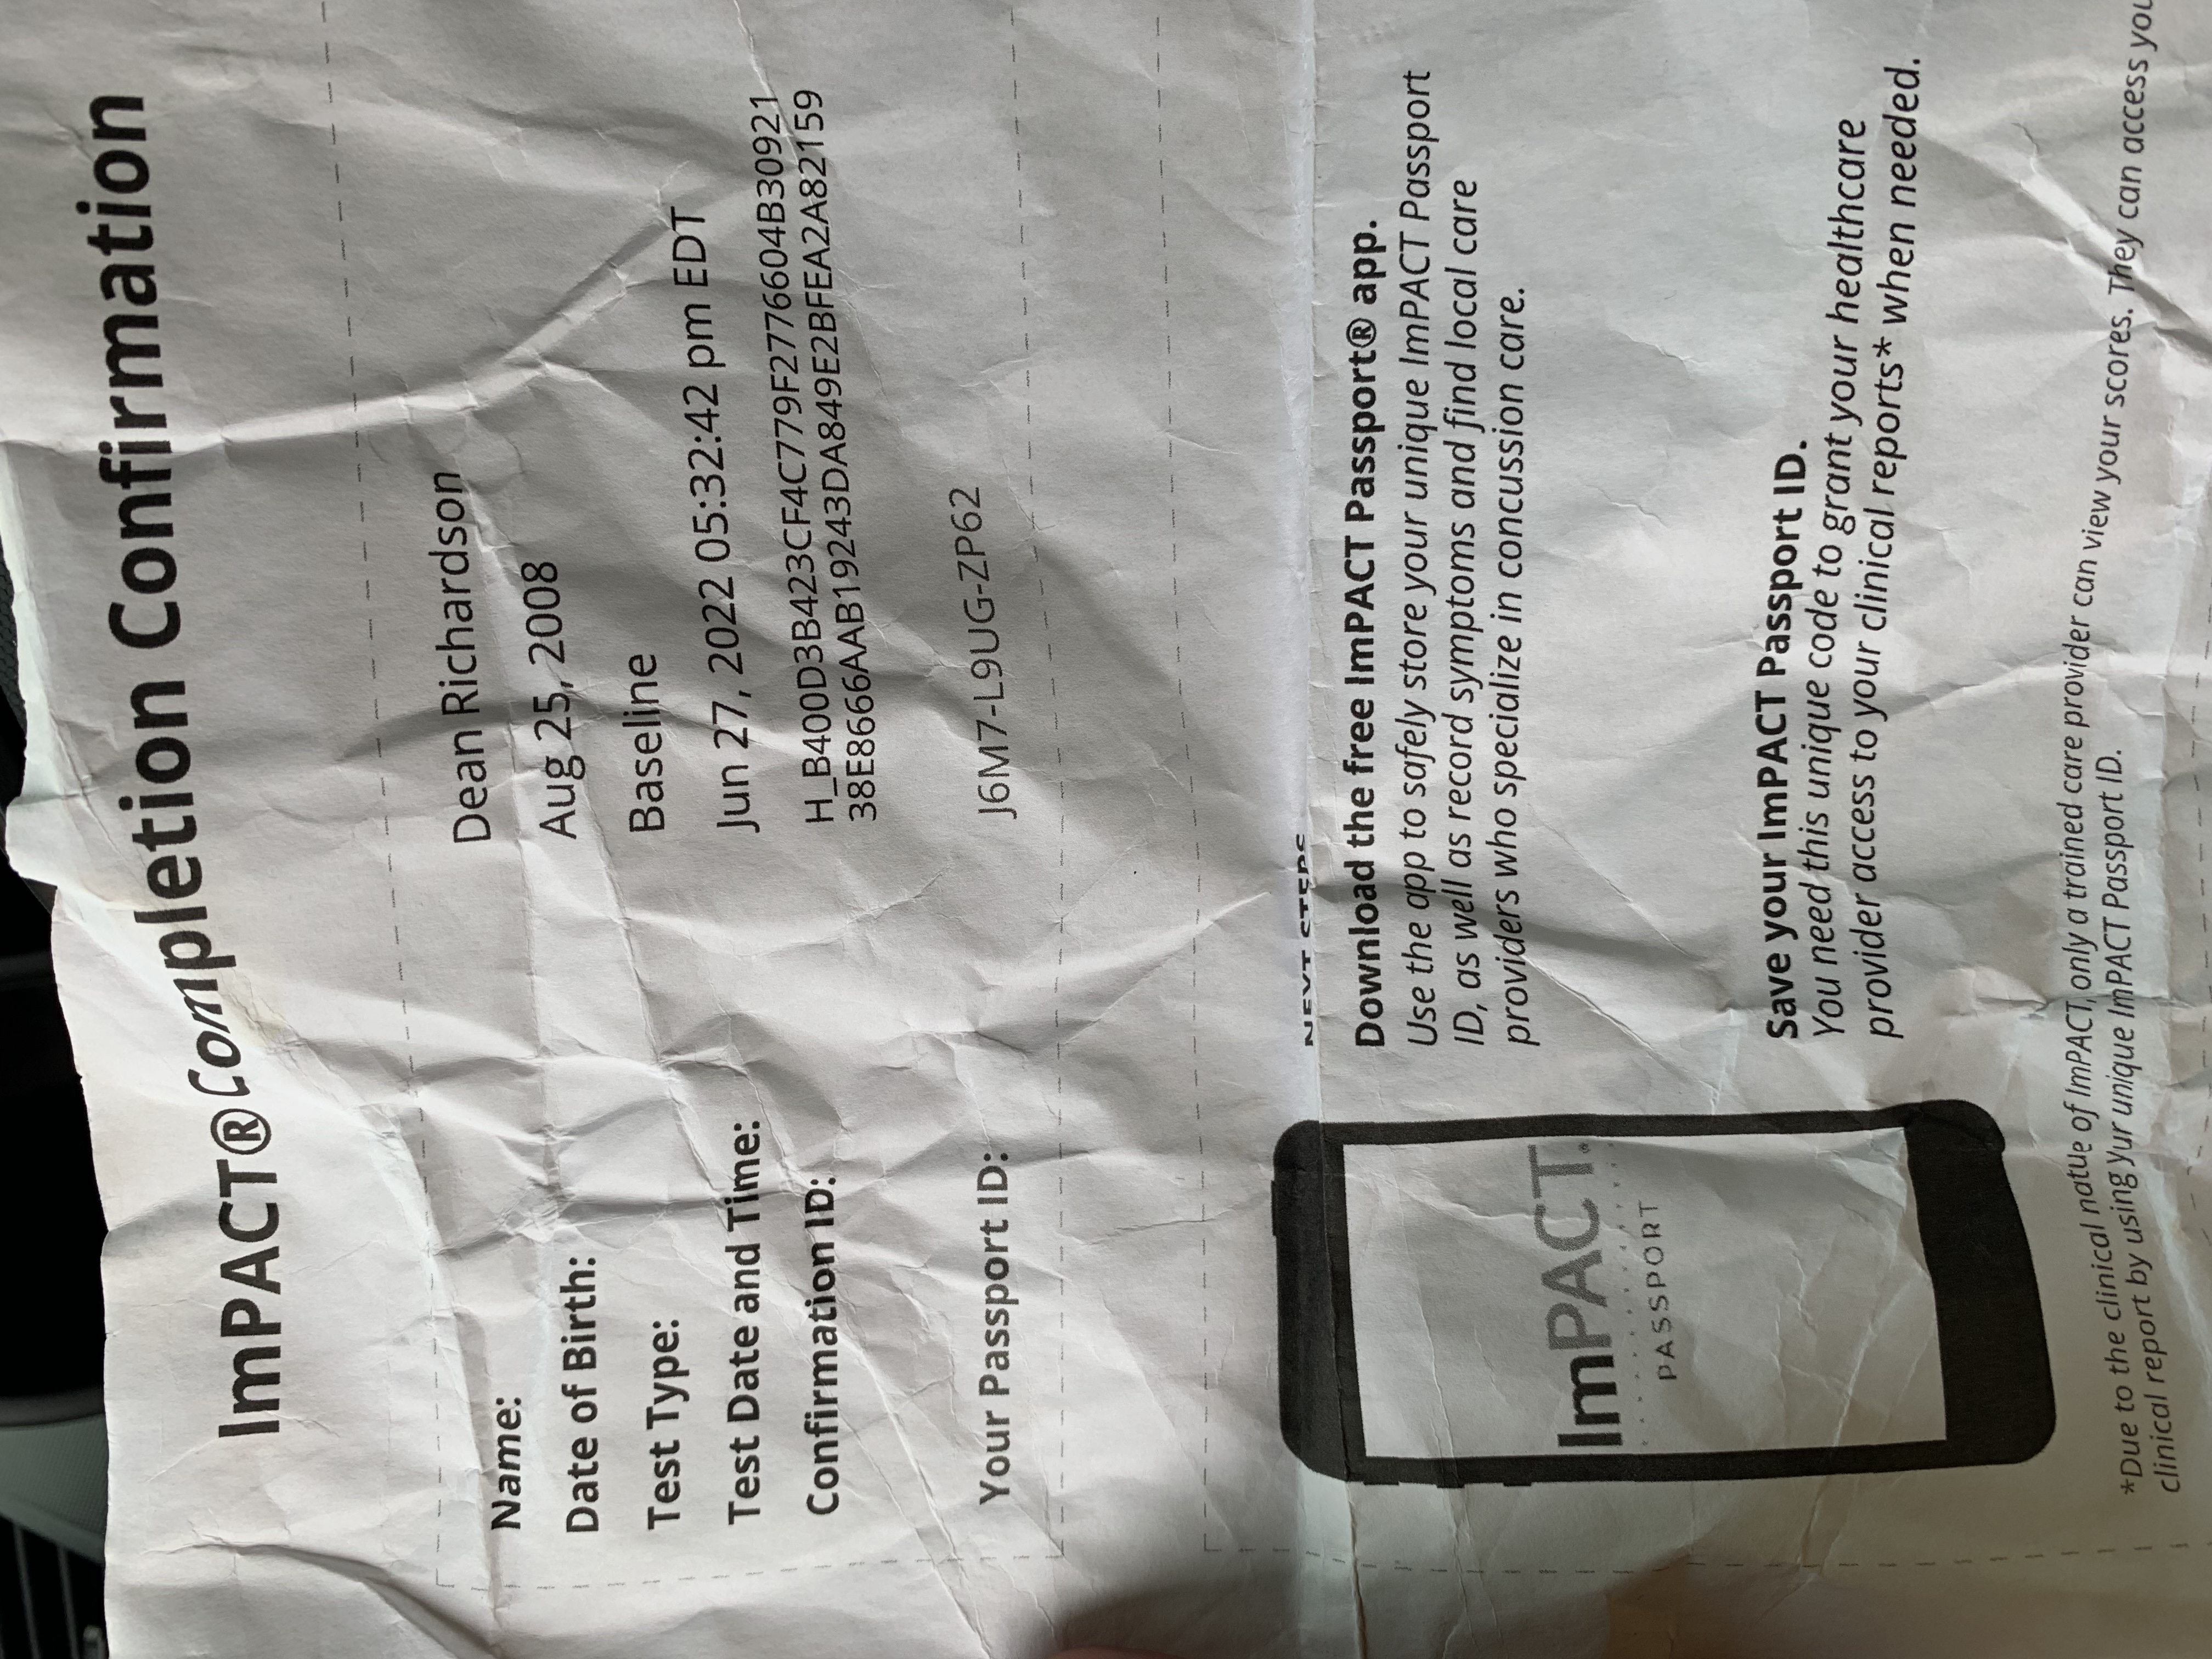 ImPACT® Completion Confirmation
Name: Dean Richardson
Date of Birth: Aug 25, 2008
Test Type: Baseline
Test Date and Time: Jun 27, 2022 05:32:42 pm EDT
Confirmation ID: H_B400D3B423CF4C779F2776604B30921
38E8666AAB19243DA849E2BFEA2A82159
Your Passport ID: J6M7-L9UG-ZP62
NEXT STEPS
Download the free ImPACT Passport® app.
Use the app to safely store your unique ImPACT Passport
ID, as well as record symptoms and find local care
providers who specialize in concussion care.
ImPACT.
PASSPORT
Save your ImPACT Passport ID.
You need this unique code to grant your healthcare
provider access to your clinical reports* when needed.
*Due to the clinical natue of ImPACT, only a trained care provider can view your scores. They can access you
clinical report by using yur unique ImPACT Passport ID.